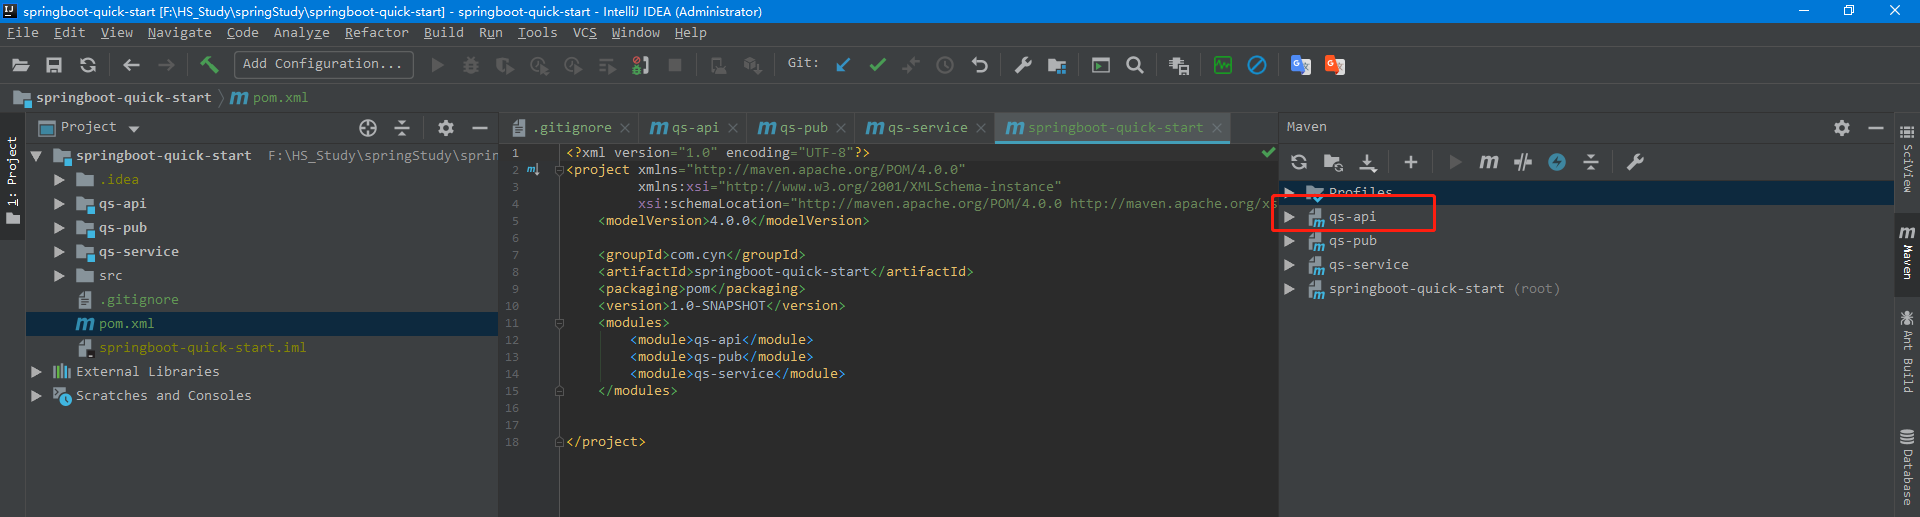 springboot-quick-start [F:\HS_Study\springStudy\springboot-quick-start] - springboot-quick-start - IntelliJ IDEA (Administrator)
File Edit View Navigate Code Analyze Refactor Build Run Tools VCS Window Help
Add Configuration...
Git:
springboot-quick-start
pom.xml
1: Project
Project
springboot-quick-start F:\HS_Study\springStudy\sprin
.idea
qs-api
qs-pub
qs-service
src
.gitignore
pom.xml
springboot-quick-start.iml
External Libraries
Scratches and Consoles
.gitignore
qs-api
qs-pub
qs-service
springboot-quick-start
1 <?xml version="1.0" encoding="UTF-8"?>
2 <project xmlns="http://maven.apache.org/POM/4.0.0"
3 xmlns:xsi="http://www.w3.org/2001/XMLSchema-instance"
4 xsi:schemaLocation="http://maven.apache.org/POM/4.0.0 http://maven.apache.org/xs
5 <modelVersion>4.0.0</modelVersion>
6
7 <groupId>com.cyn</groupId>
8 <artifactId>springboot-quick-start</artifactId>
9 <packaging>pom</packaging>
10 <version>1.0-SNAPSHOT</version>
11 <modules>
12 <module>qs-api</module>
13 <module>qs-pub</module>
14 <module>qs-service</module>
15 </modules>
16
17
18 </project>
Maven
Profiles
qs-api
qs-pub
qs-service
springboot-quick-start (root)
SciView
Maven
Ant Build
Database